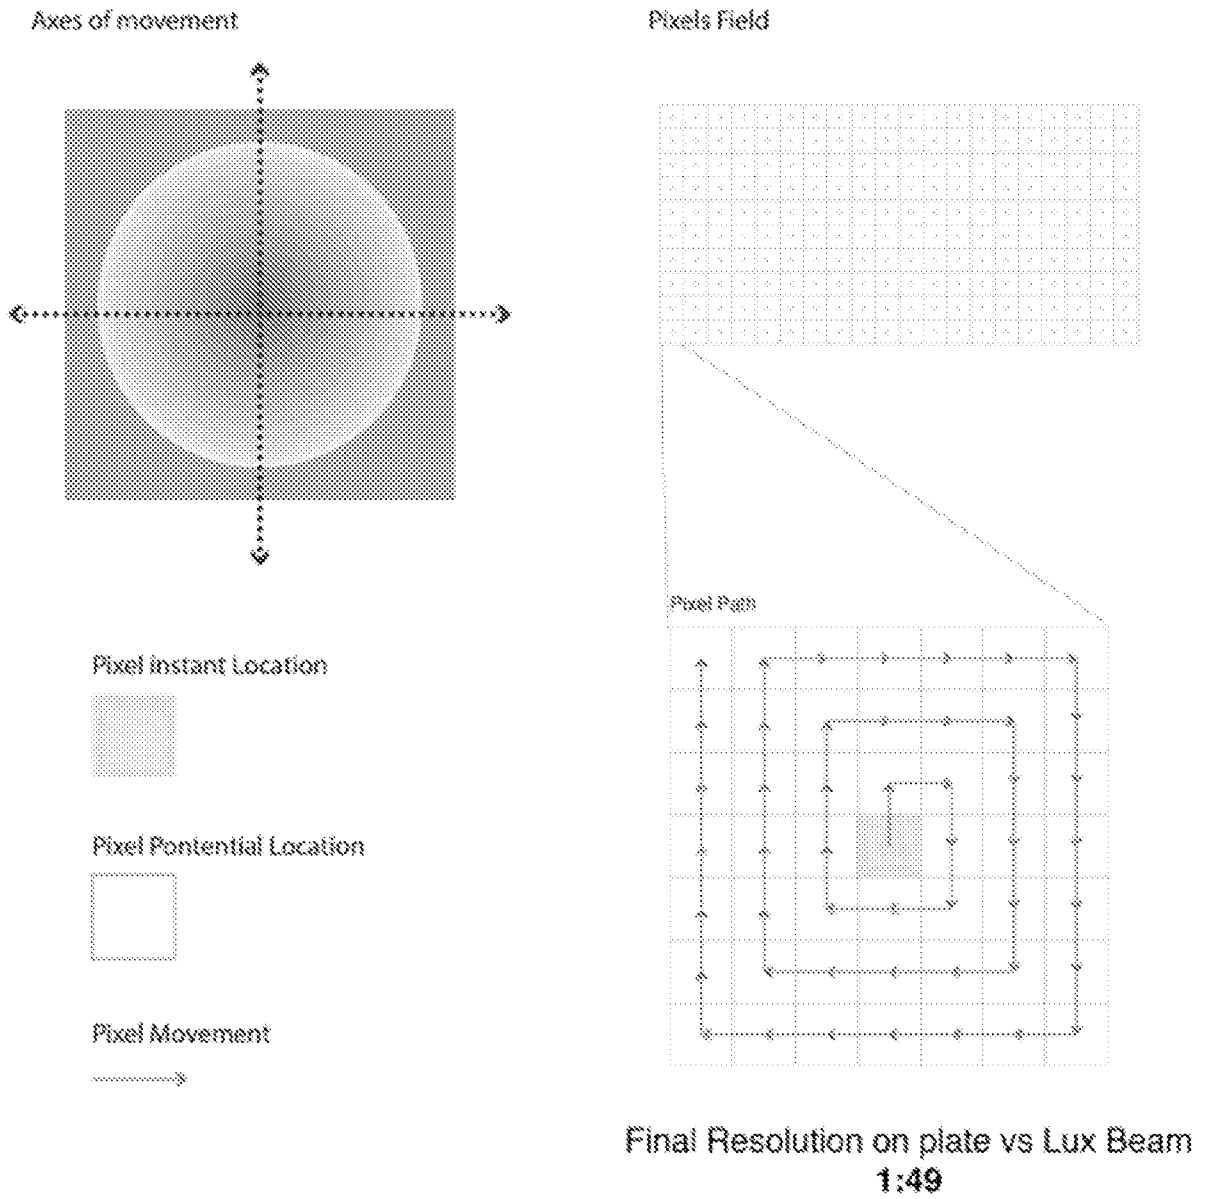 Axes of movement
Pixels Field
Pixel Path
Pixel Instant Location
Pixel Pontential Location
Pixel Movement
Final Resolution on plate vs Lux Beam
1:49